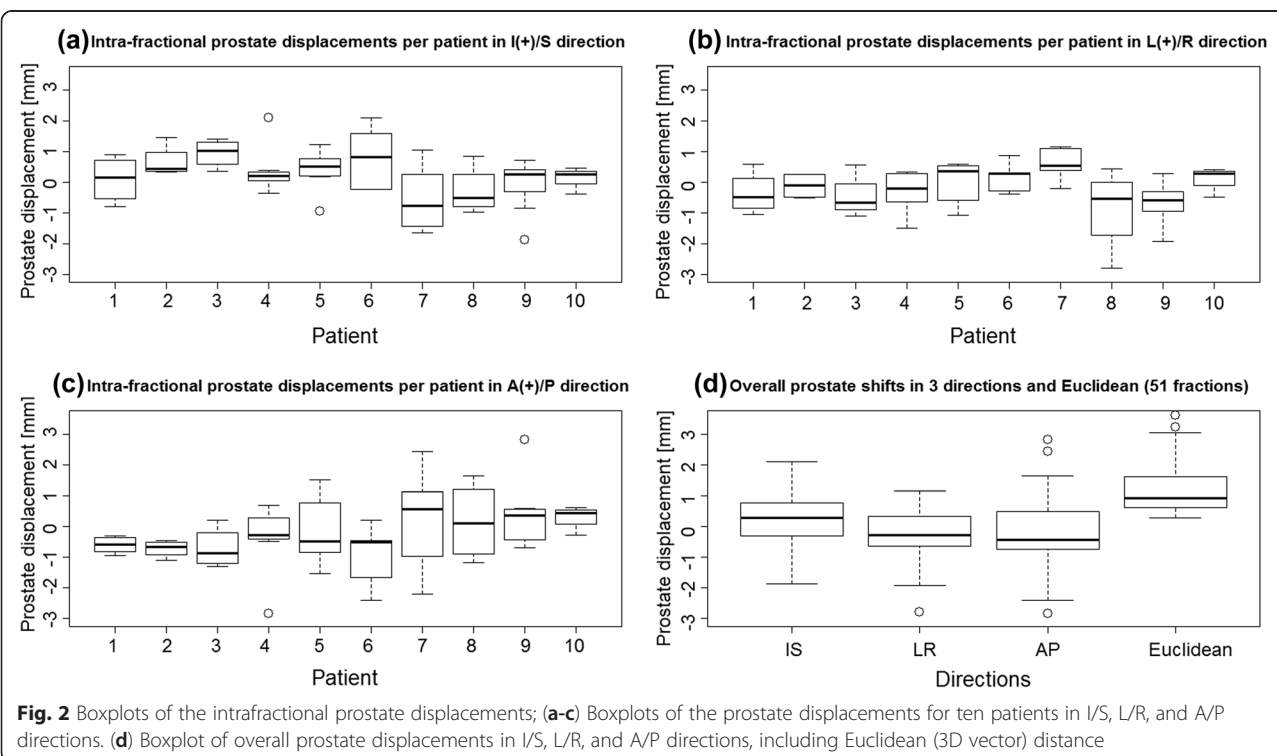 (a) Intra-fractional prostate displacements per patient in I(+)/S direction
Prostate displacement [mm]
3
2
1
0
-1
-2
-3
1 2 3 4 5 6 7 8 9 10
Patient
(b) Intra-fractional prostate displacements per patient in L(+)/R direction
Prostate displacement [mm]
3
2
1
0
-1
-2
-3
1 2 3 4 5 6 7 8 9 10
Patient
(c) Intra-fractional prostate displacements per patient in A(+)/P direction
Prostate displacement [mm]
3
2
1
0
-1
-2
-3
1 2 3 4 5 6 7 8 9 10
Patient
(d) Overall prostate shifts in 3 directions and Euclidean (51 fractions)
Prostate displacement [mm]
3
2
1
0
-1
-2
-3
IS LR AP Euclidean
Directions
Fig. 2 Boxplots of the intrafractional prostate displacements; (a-c) Boxplots of the prostate displacements for ten patients in I/S, L/R, and A/P
directions. (d) Boxplot of overall prostate displacements in I/S, L/R, and A/P directions, including Euclidean (3D vector) distance